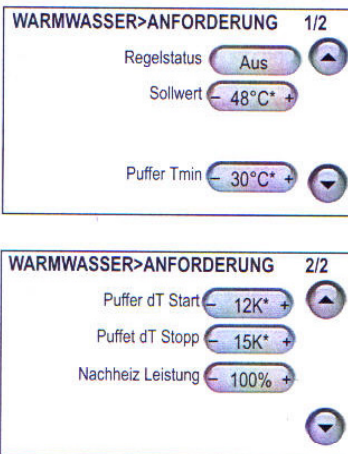 WARMWASSER>ANFORDERUNG 1/2
Regelstatus Aus
Sollwert - 48°C* +
Puffer Tmin - 30°C* +
WARMWASSER>ANFORDERUNG 2/2
Puffer dT Start - 12K* +
Puffet dT Stopp - 15K* +
Nachheiz Leistung - 100% +